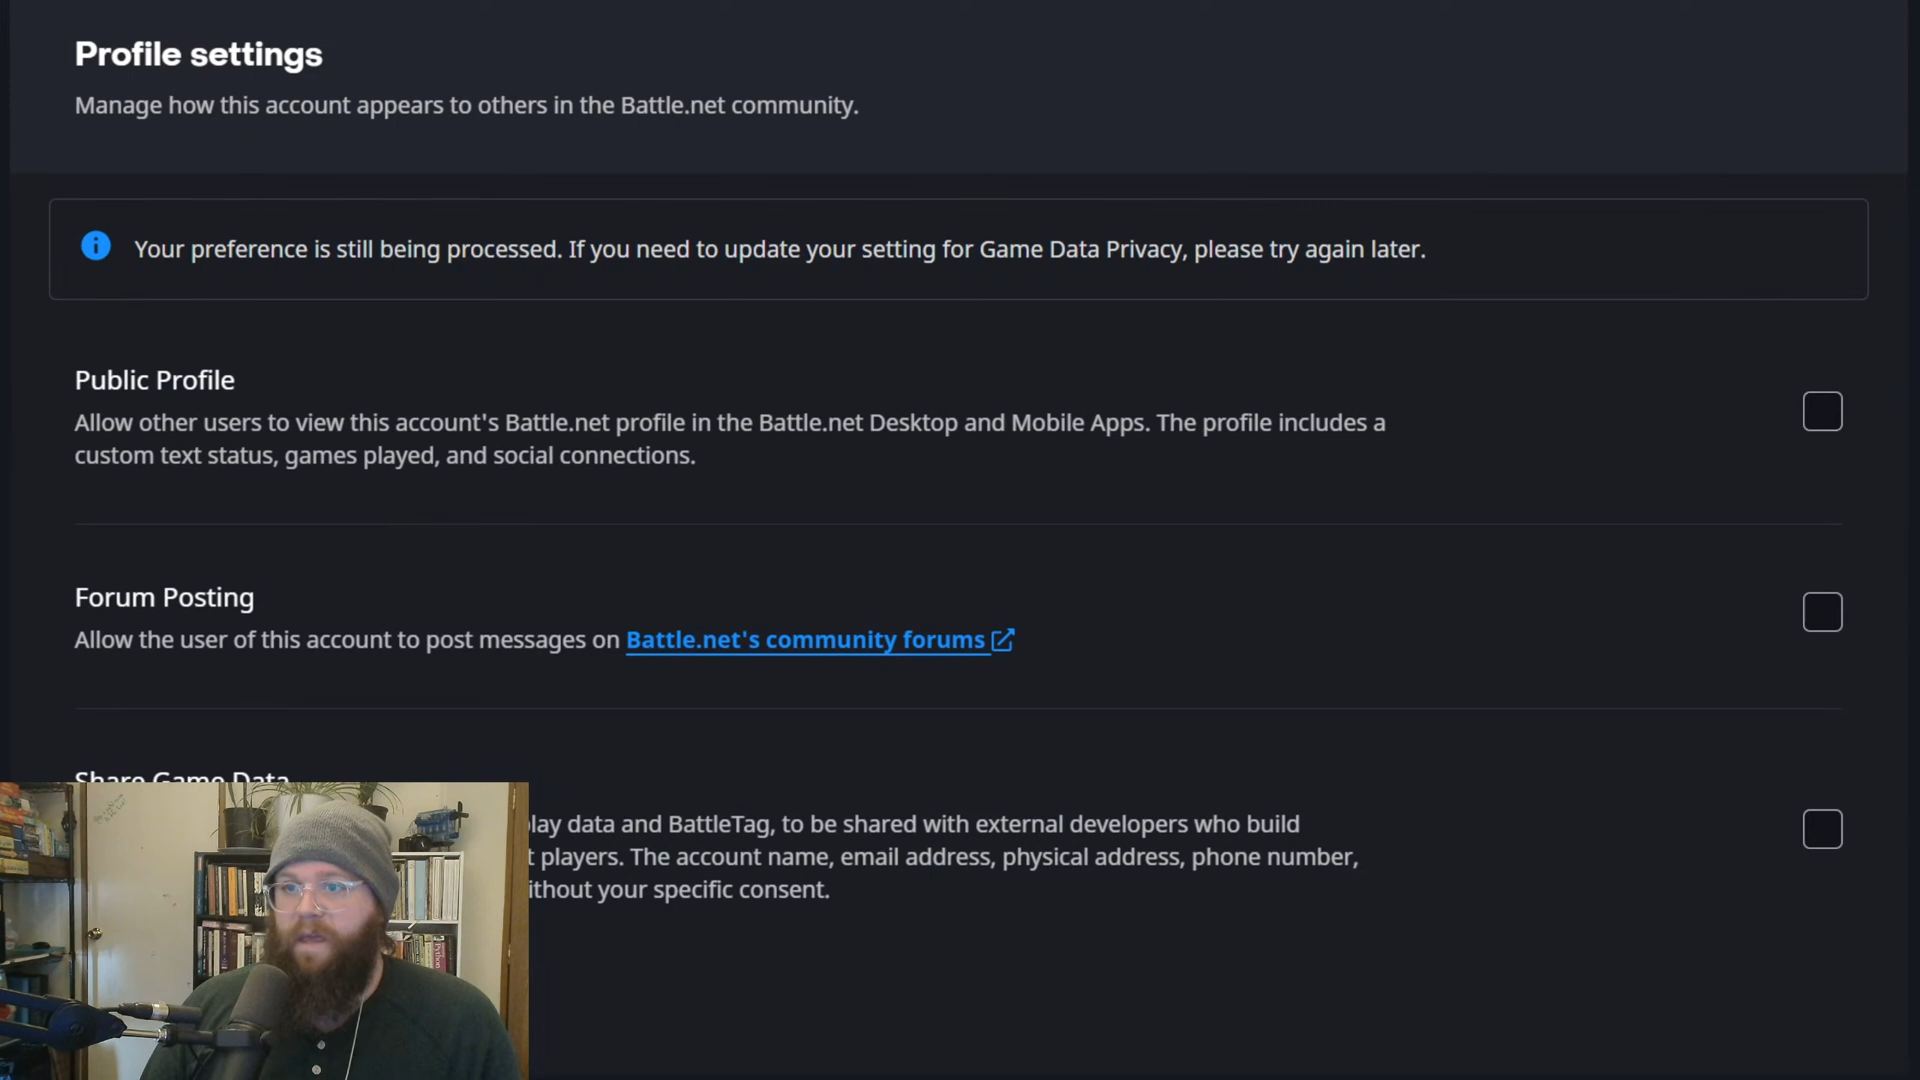 Profile settings
Manage how this account appears to others in the Battle.net community.
Your preference is still being processed. If you need to update your setting for Game Data Privacy, please try again later.
Public Profile
Allow other users to view this account's Battle.net profile in the Battle.net Desktop and Mobile Apps. The profile includes a
custom text status, games played, and social connections.
Forum Posting
Allow the user of this account to post messages on Battle.net's community forums
Share Game Data
play data and BattleTag, to be shared with external developers who build
t players. The account name, email address, physical address, phone number,
ithout your specific consent.
Python